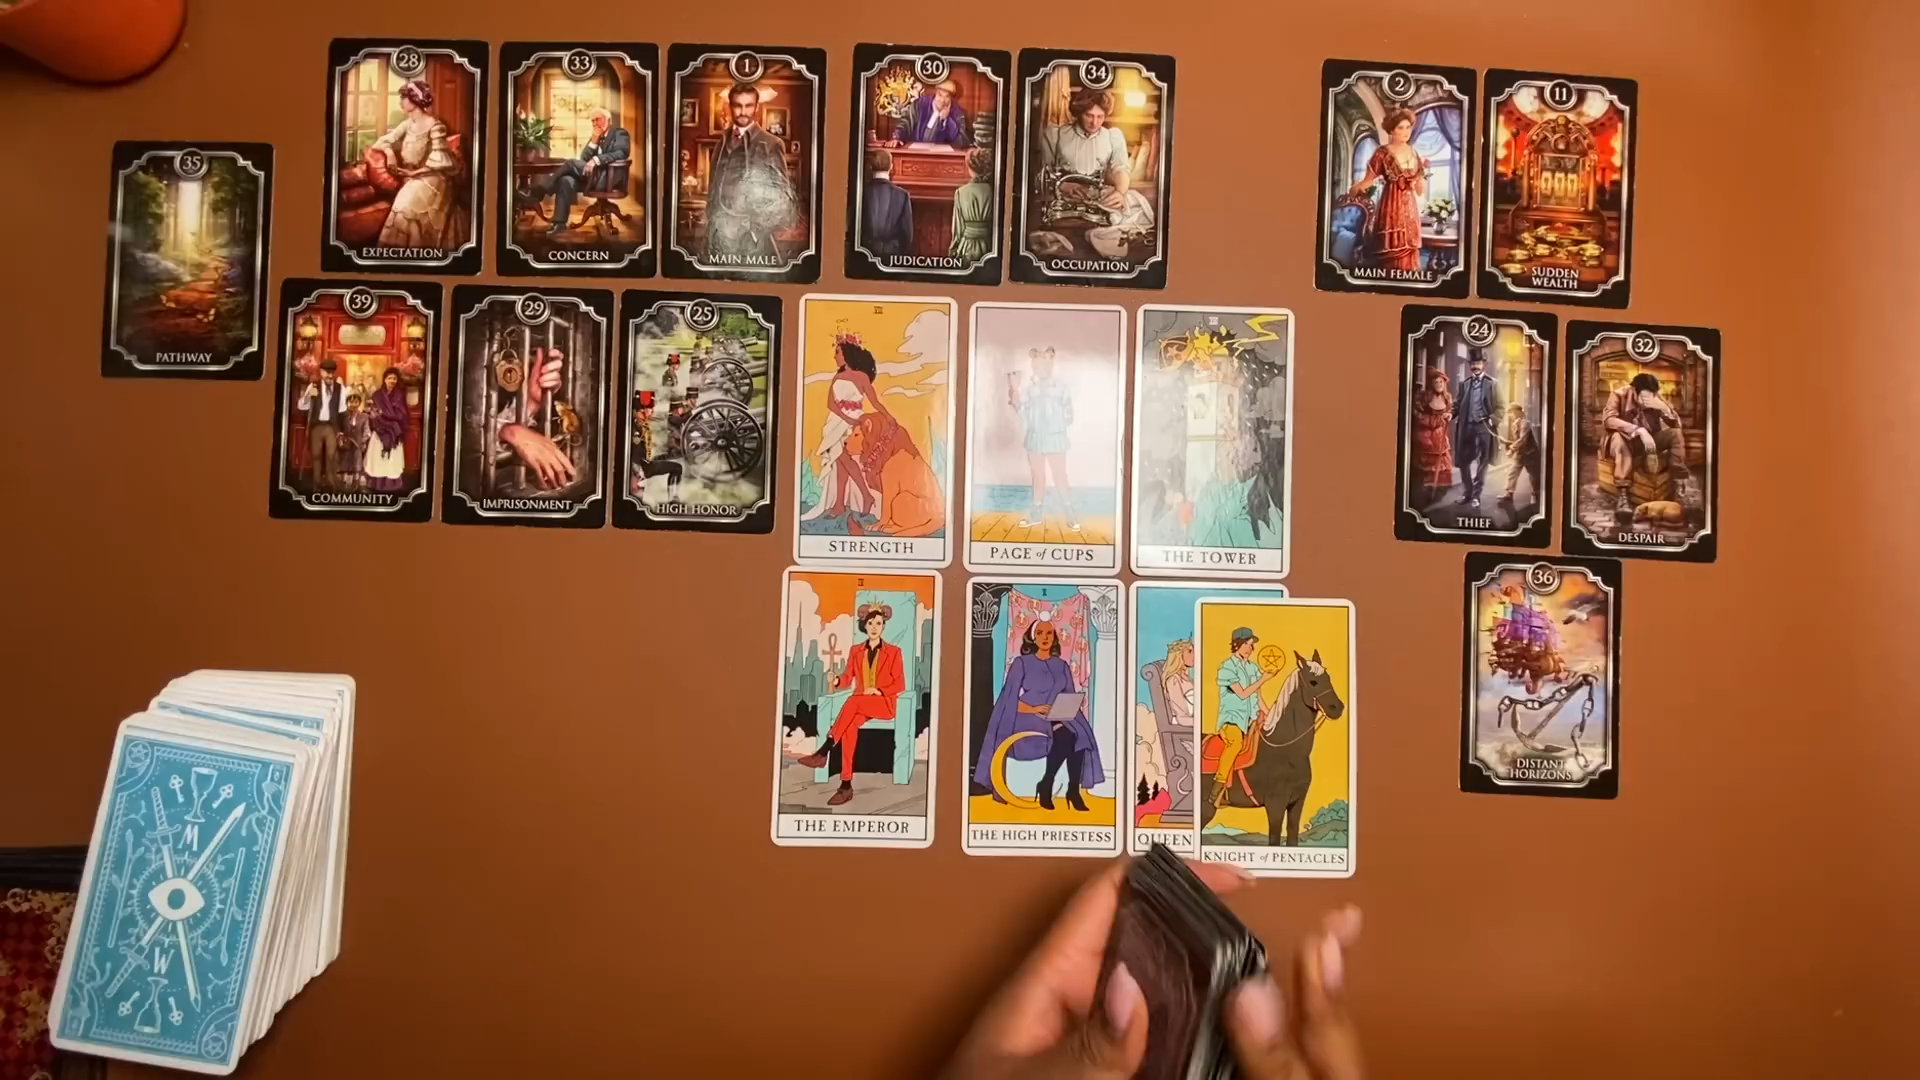 35
PATHWAY
28
EXPECTATION
33
CONCERN
1
MAIN MALE
30
JUDICATION
34
OCCUPATION
2
MAIN FEMALE
11
SUDDEN
WEALTH
39
COMMUNITY
29
IMPRISONMENT
25
HIGH HONOR
STRENGTH
PAGE of CUPS
THE TOWER
24
THIEF
32
DESPAIR
THE EMPEROR
II
THE HIGH PRIESTESS
QUEEN
KNIGHT of PENTACLES
36
DISTANT
HORIZONS
M
W